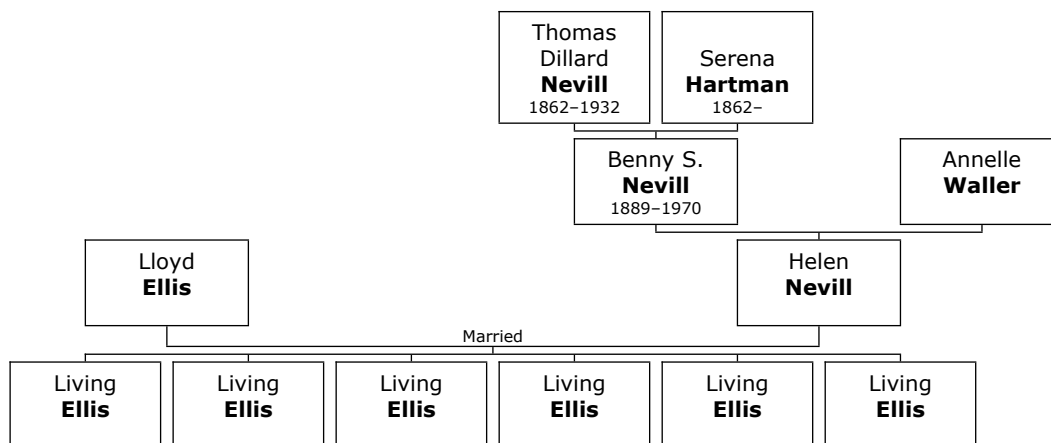 Thomas
Dillard
Nevill
1862–1932
Serena
Hartman
1862–
Benny S.
Nevill
1889–1970
Annelle
Waller
Lloyd
Ellis
Helen
Nevill
Married
Living
Ellis
Living
Ellis
Living
Ellis
Living
Ellis
Living
Ellis
Living
Ellis